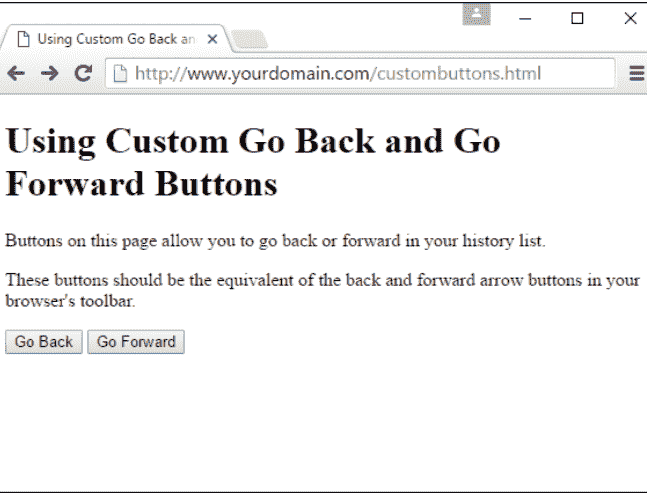 Using Custom Go Back an
http://www.yourdomain.com/custombuttons.html
Using Custom Go Back and Go
Forward Buttons
Buttons on this page allow you to go back or forward in your history list.
These buttons should be the equivalent of the back and forward arrow buttons in your
browser's toolbar.
Go Back Go Forward